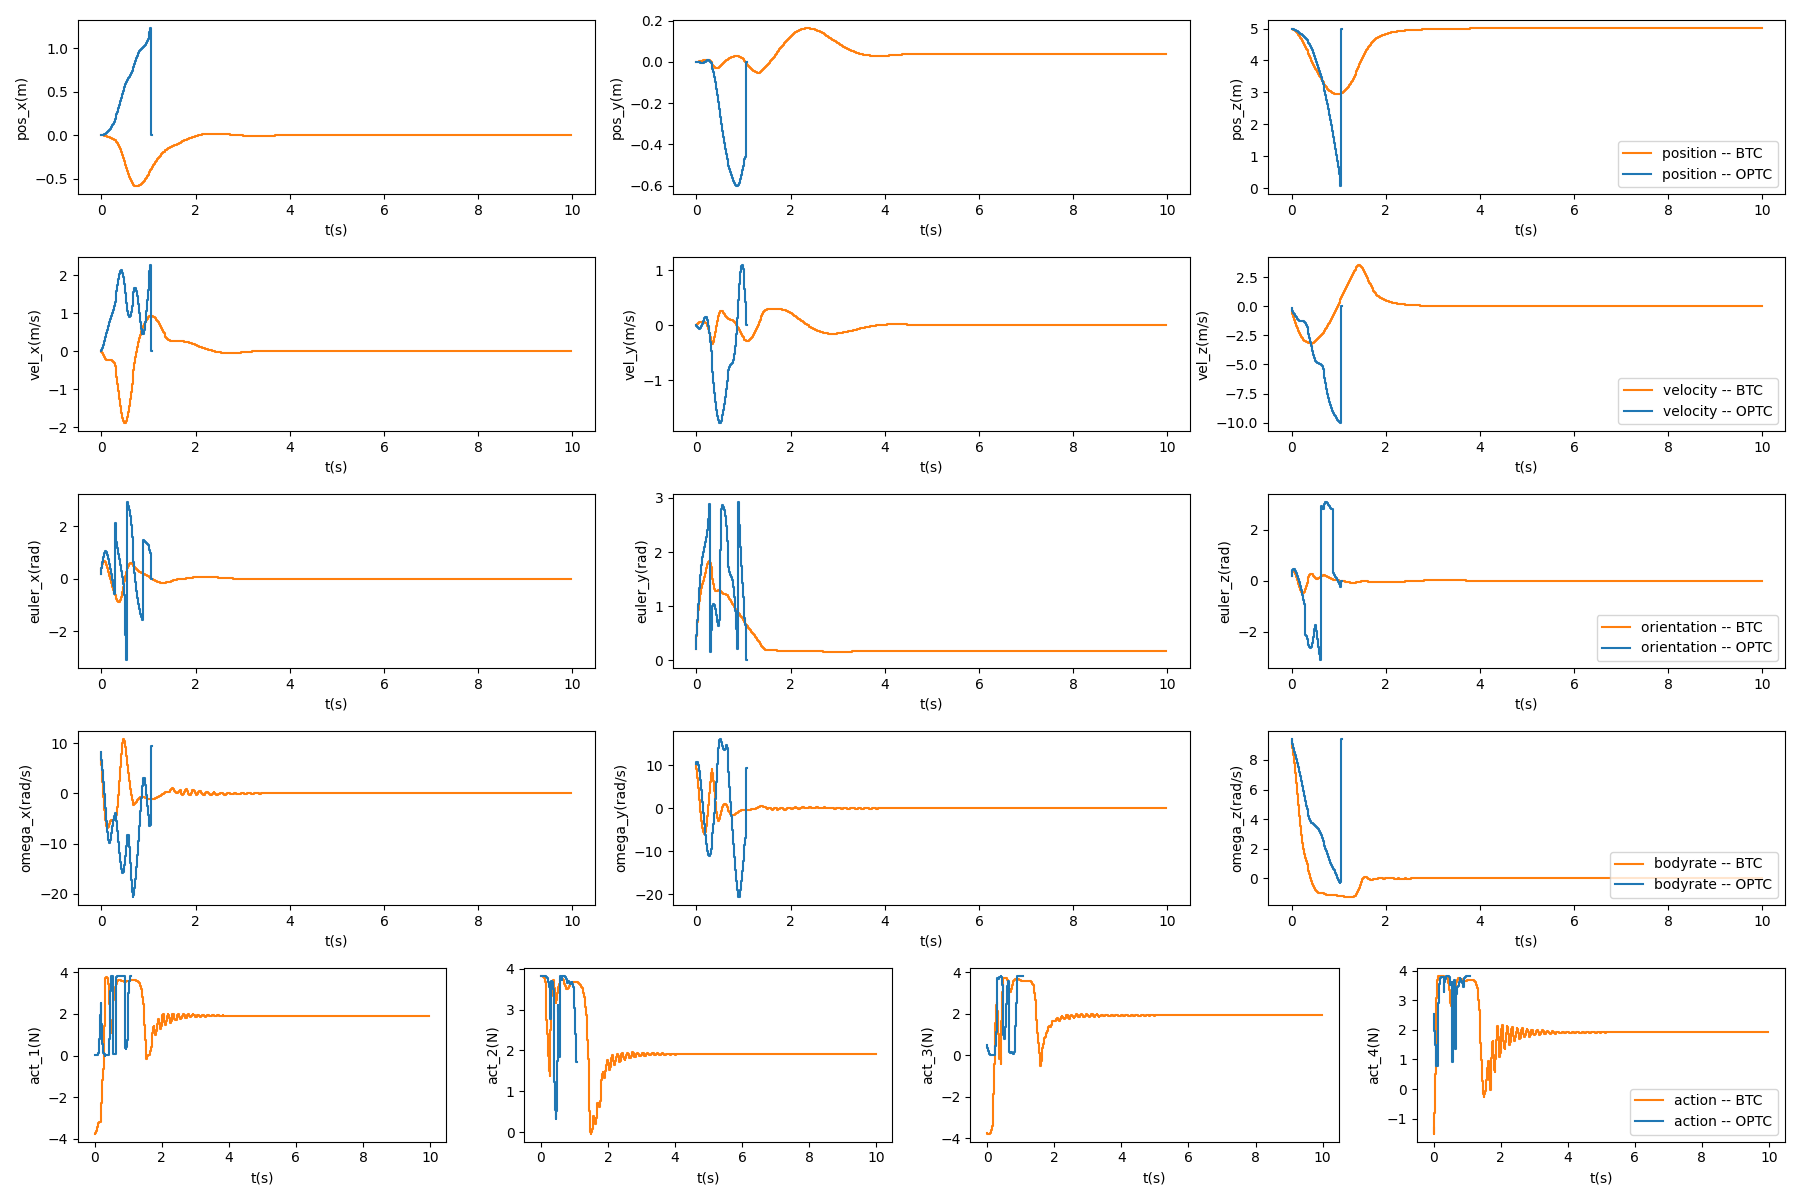 pos_x(m)
1.0
0.5
0.0
−0.5
0 2 4 6 8 10
t(s)
pos_y(m)
0.2
0.0
−0.2
−0.4
−0.6
0 2 4 6 8 10
t(s)
pos_z(m)
5
4
3
2
1
0
position -- BTC
position -- OPTC
0 2 4 6 8 10
t(s)
vel_x(m/s)
2
1
0
−1
−2
0 2 4 6 8 10
t(s)
vel_y(m/s)
1
0
−1
0 2 4 6 8 10
t(s)
vel_z(m/s)
2.5
0.0
−2.5
−5.0
−7.5
−10.0
velocity -- BTC
velocity -- OPTC
0 2 4 6 8 10
t(s)
euler_x(rad)
2
0
−2
0 2 4 6 8 10
t(s)
euler_y(rad)
3
2
1
0
0 2 4 6 8 10
t(s)
euler_z(rad)
2
0
−2
orientation -- BTC
orientation -- OPTC
0 2 4 6 8 10
t(s)
omega_x(rad/s)
10
0
−10
−20
0 2 4 6 8 10
t(s)
omega_y(rad/s)
10
0
−10
−20
0 2 4 6 8 10
t(s)
omega_z(rad/s)
8
6
4
2
0
bodyrate -- BTC
bodyrate -- OPTC
0 2 4 6 8 10
t(s)
act_1(N)
4
2
0
−2
−4
0 2 4 6 8 10
t(s)
act_2(N)
4
3
2
1
0
0 2 4 6 8 10
t(s)
act_3(N)
4
2
0
−2
−4
0 2 4 6 8 10
t(s)
act_4(N)
4
3
2
1
0
−1
action -- BTC
action -- OPTC
0 2 4 6 8 10
t(s)